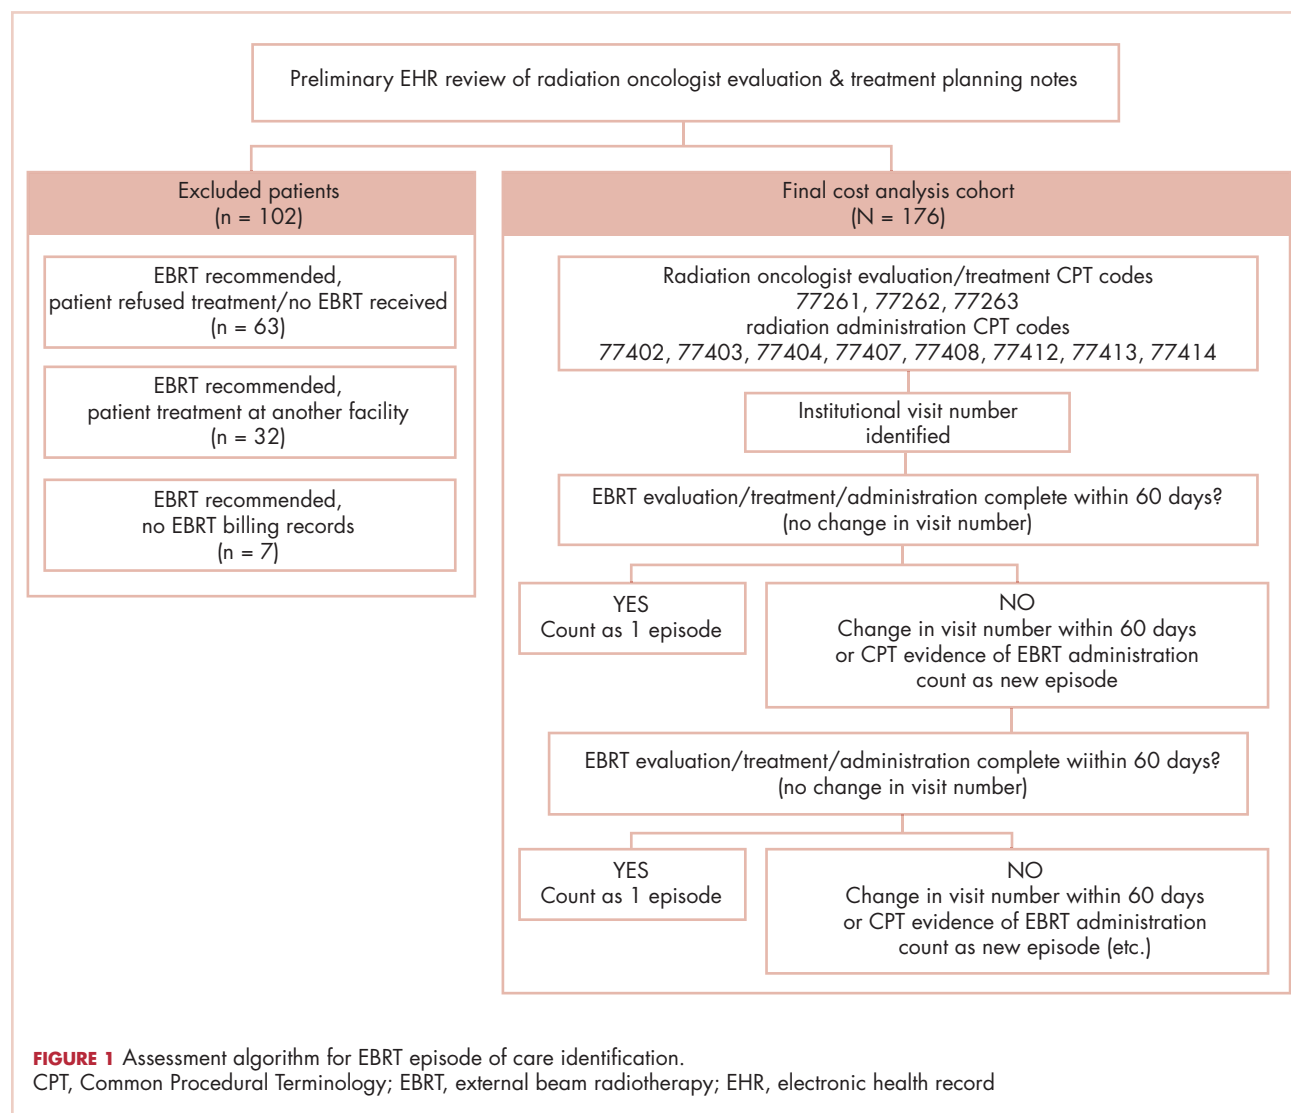 Preliminary EHR review of radiation oncologist evaluation & treatment planning notes
Excluded patients
(n = 102)
EBRT recommended,
patient refused treatment/no EBRT received
(n = 63)
EBRT recommended,
patient treatment at another facility
(n = 32)
EBRT recommended,
no EBRT billing records
(n = 7)
Final cost analysis cohort
(N = 176)
Radiation oncologist evaluation/treatment CPT codes
77261, 77262, 77263
radiation administration CPT codes
77402, 77403, 77404, 77407, 77408, 77412, 77413, 77414
Institutional visit number
identified
EBRT evaluation/treatment/administration complete within 60 days?
(no change in visit number)
YES
Count as 1 episode
NO
Change in visit number within 60 days
or CPT evidence of EBRT administration
count as new episode
EBRT evaluation/treatment/administration complete wiithin 60 days?
(no change in visit number)
YES
Count as 1 episode
NO
Change in visit number within 60 days
or CPT evidence of EBRT administration
count as new episode (etc.)
FIGURE 1 Assessment algorithm for EBRT episode of care identification.
CPT, Common Procedural Terminology; EBRT, external beam radiotherapy; EHR, electronic health record